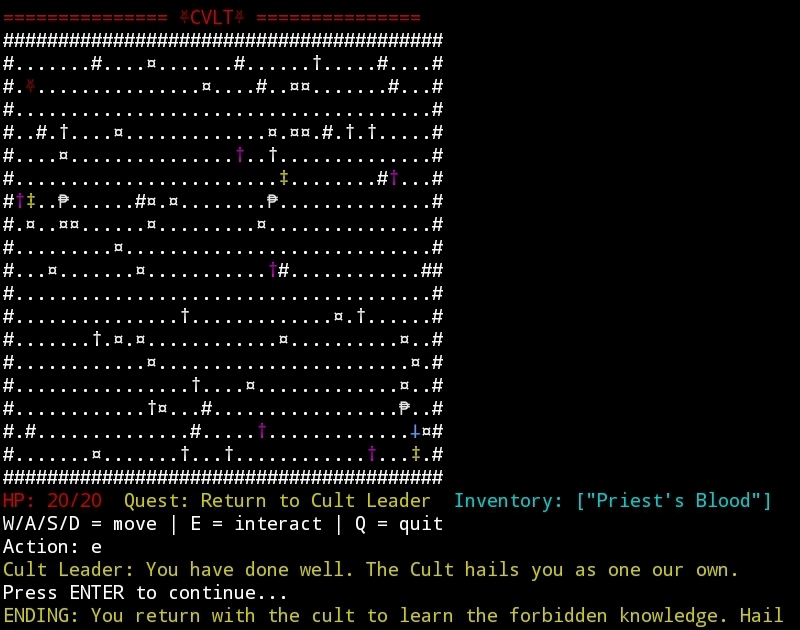 =============== ⛧CVLT⛧ ===============
########################################
#.......#....¤.......#......†.....#....#
#.⛧...............¤....#..¤¤.......#...#
#......................................#
#..#.†....¤.............¤.¤¤.#.†.†.....#
#....¤...............†..†..............#
#........................‡........#†...#
#†‡..₱......#¤.¤........₱..............#
#.¤..¤¤......¤.........¤...............#
#.........¤............................#
#...¤.......¤...........†#............##
#......................................#
#...............†.............¤.†......#
#.......†.¤.¤............¤..........¤..#
#............¤.......................¤.#
#................†....¤.............¤..#
#............†¤...#.................₱..#
#.#..............#.....†.............⸸¤#
#.......¤.......†...†............†...‡.#
########################################
HP: 20/20  Quest: Return to Cult Leader  Inventory: ["Priest's Blood"]
W/A/S/D = move | E = interact | Q = quit
Action: e
Cult Leader: You have done well. The Cult hails you as one our own.
Press ENTER to continue...
ENDING: You return with the cult to learn the forbidden knowledge. Hail